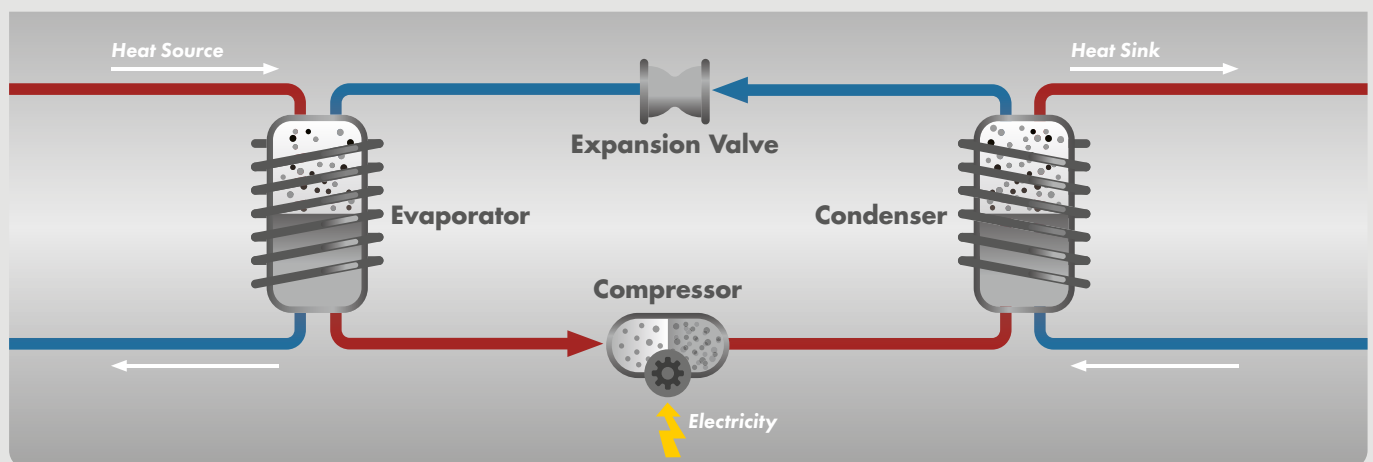 Heat Source
Heat Sink
Expansion Valve
Evaporator
Condenser
Compressor
Electricity